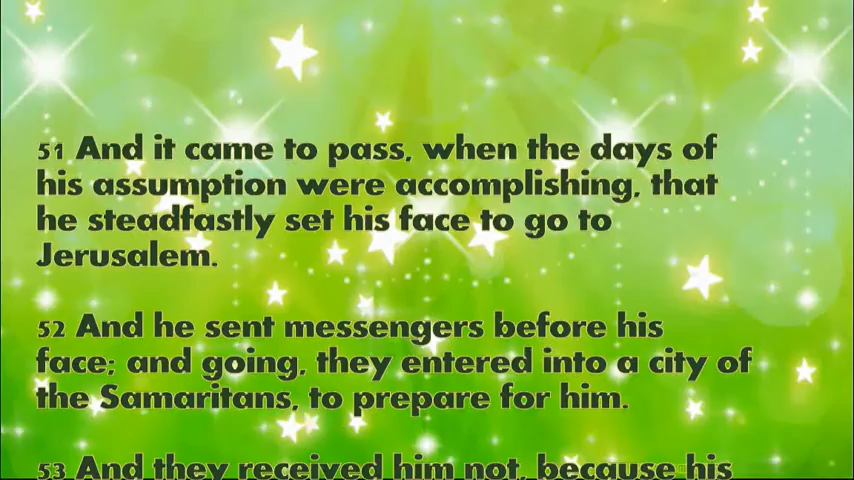 51 And it came to pass, when the days of
his assumption were accomplishing, that
he steadfastly set his face to go to
Jerusalem.
52 And he sent messengers before his
face; and going, they entered into a city of
the Samaritans, to prepare for him.
53 And they received him not, because his